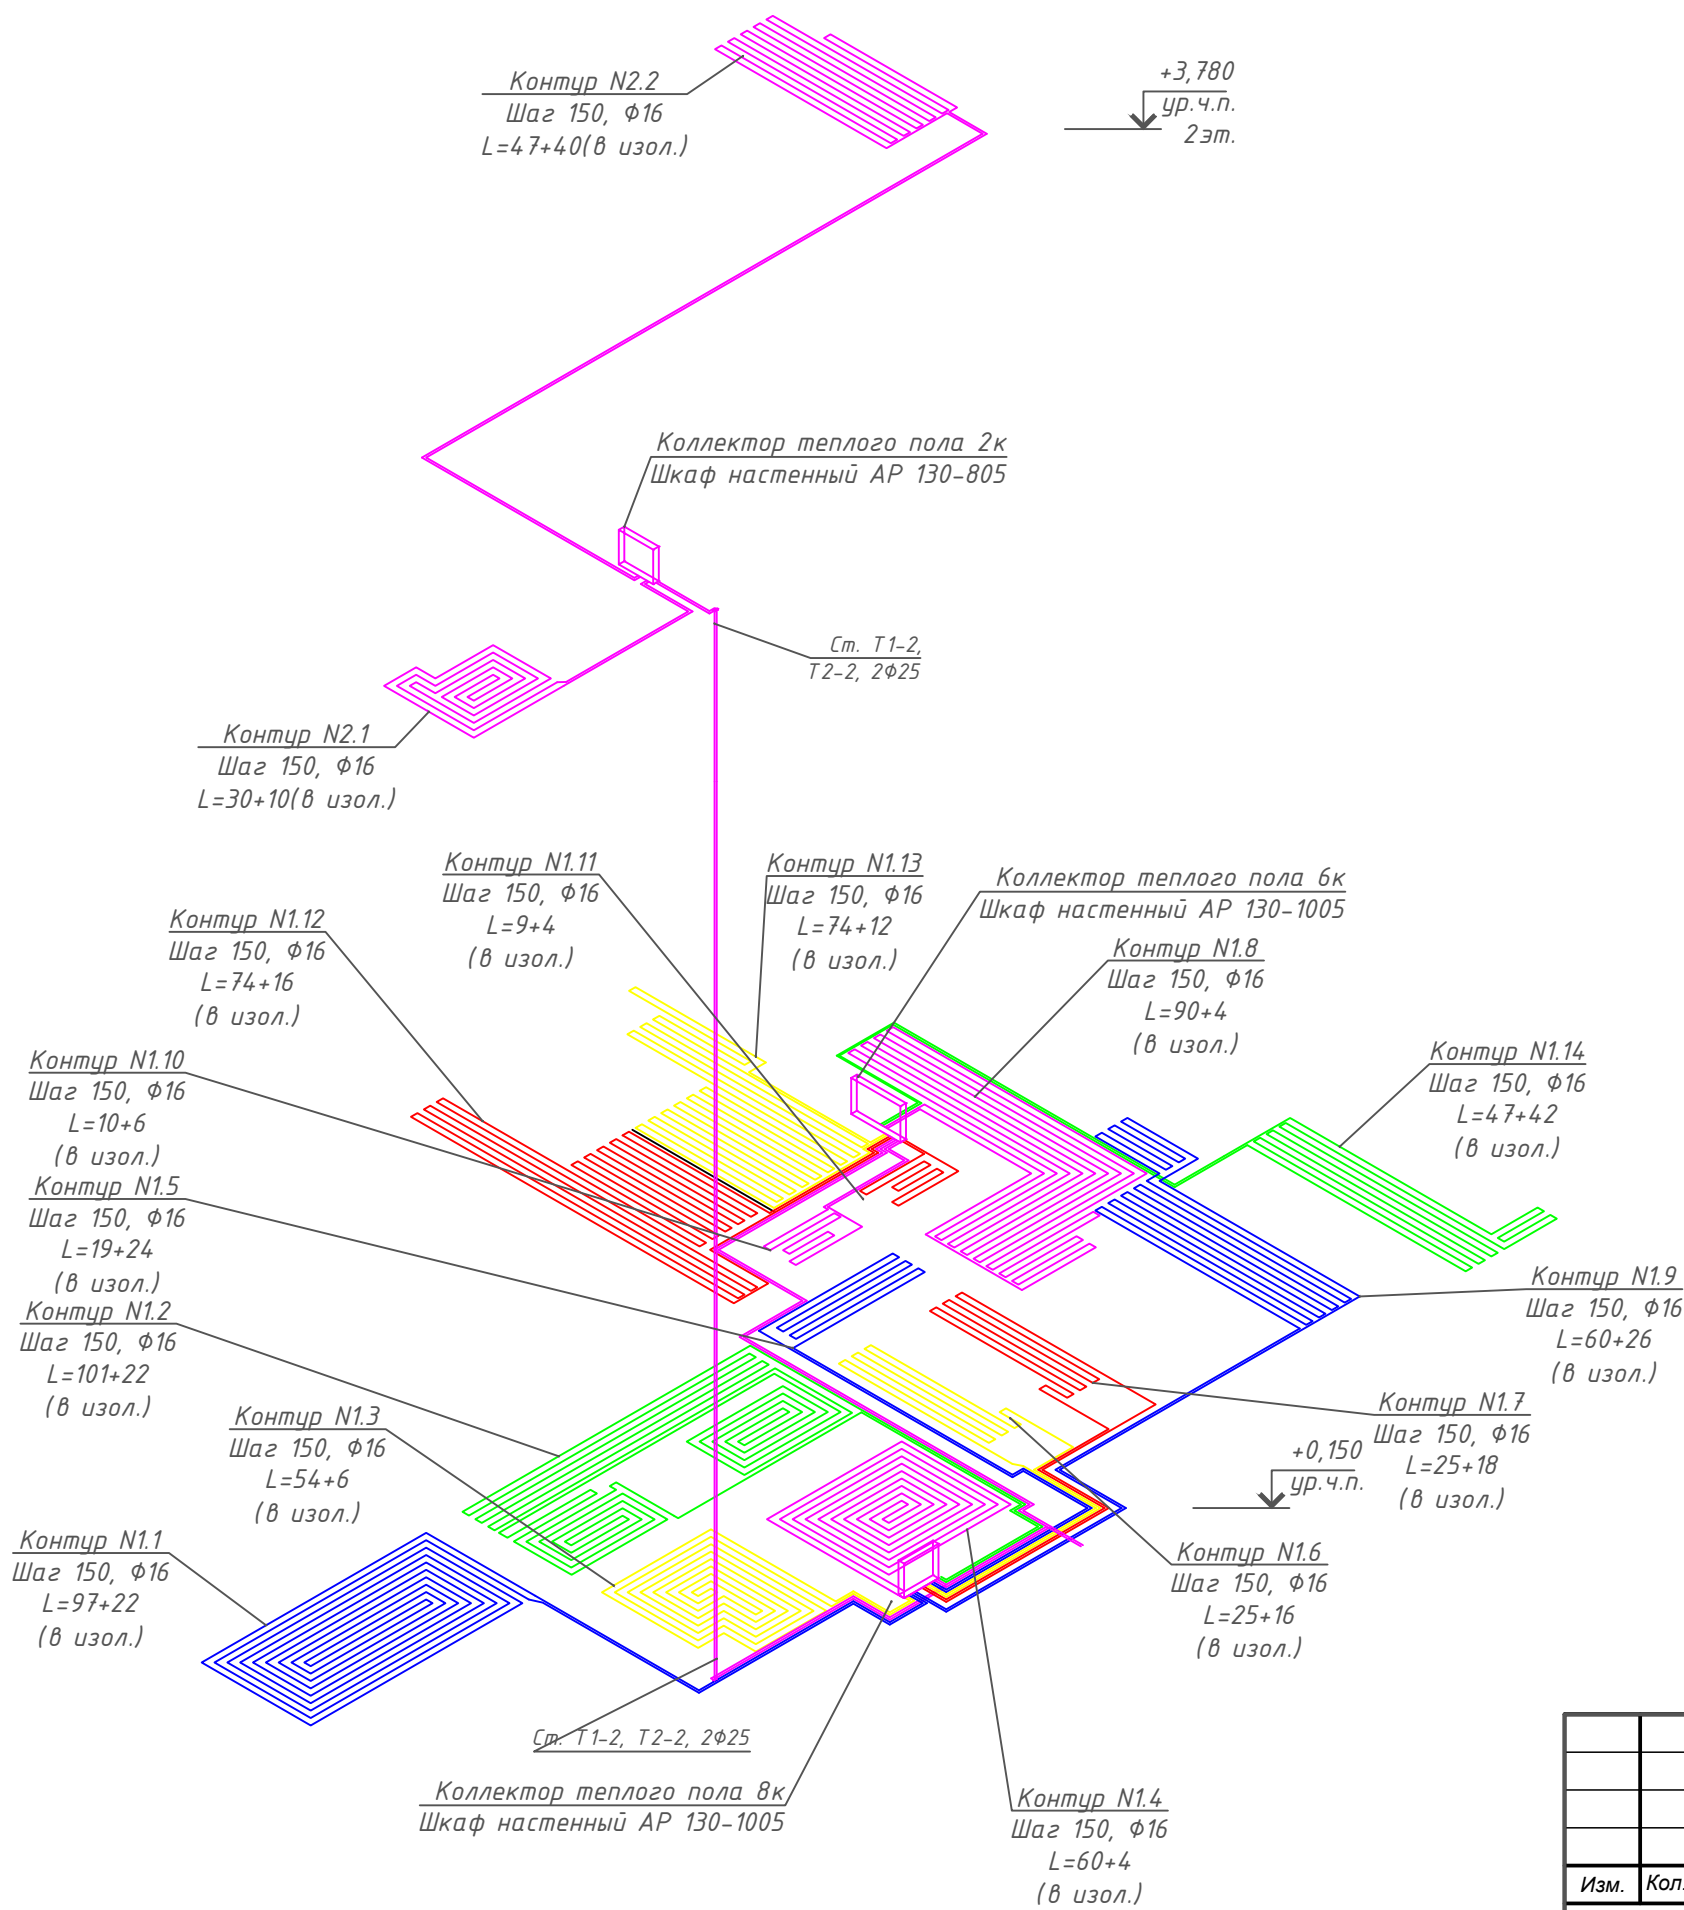 Контур N2.2
Шаг 150, Ф16
L=47+40(в изол.)
+3,780
ур.ч.п.
2эт.
Коллектор теплого пола 2к
Шкаф настенный АР 130-805
Ст. Т1-2,
Т2-2, 2Ф25
Контур N2.1
Шаг 150, Ф16
L=30+10(в изол.)
Контур N1.11
Шаг 150, Ф16
L=9+4
(в изол.)
Контур N1.13
Шаг 150, Ф16
L=74+12
(в изол.)
Коллектор теплого пола 6к
Шкаф настенный АР 130-1005
Контур N1.12
Шаг 150, Ф16
L=74+16
(в изол.)
Контур N1.8
Шаг 150, Ф16
L=90+4
(в изол.)
Контур N1.10
Шаг 150, Ф16
L=10+6
(в изол.)
Контур N1.14
Шаг 150, Ф16
L=47+42
(в изол.)
Контур N1.5
Шаг 150, Ф16
L=19+24
(в изол.)
Контур N1.9
Шаг 150, Ф16
L=60+26
(в изол.)
Контур N1.2
Шаг 150, Ф16
L=101+22
(в изол.)
Контур N1.3
Шаг 150, Ф16
L=54+6
(в изол.)
Контур N1.7
Шаг 150, Ф16
L=25+18
(в изол.)
+0,150
ур.ч.п.
Контур N1.1
Шаг 150, Ф16
L=97+22
(в изол.)
Контур N1.6
Шаг 150, Ф16
L=25+16
(в изол.)
Ст. Т1-2, Т2-2, 2Ф25
Коллектор теплого пола 8к
Шкаф настенный АР 130-1005
Контур N1.4
Шаг 150, Ф16
L=60+4
(в изол.)
Изм. Кол.